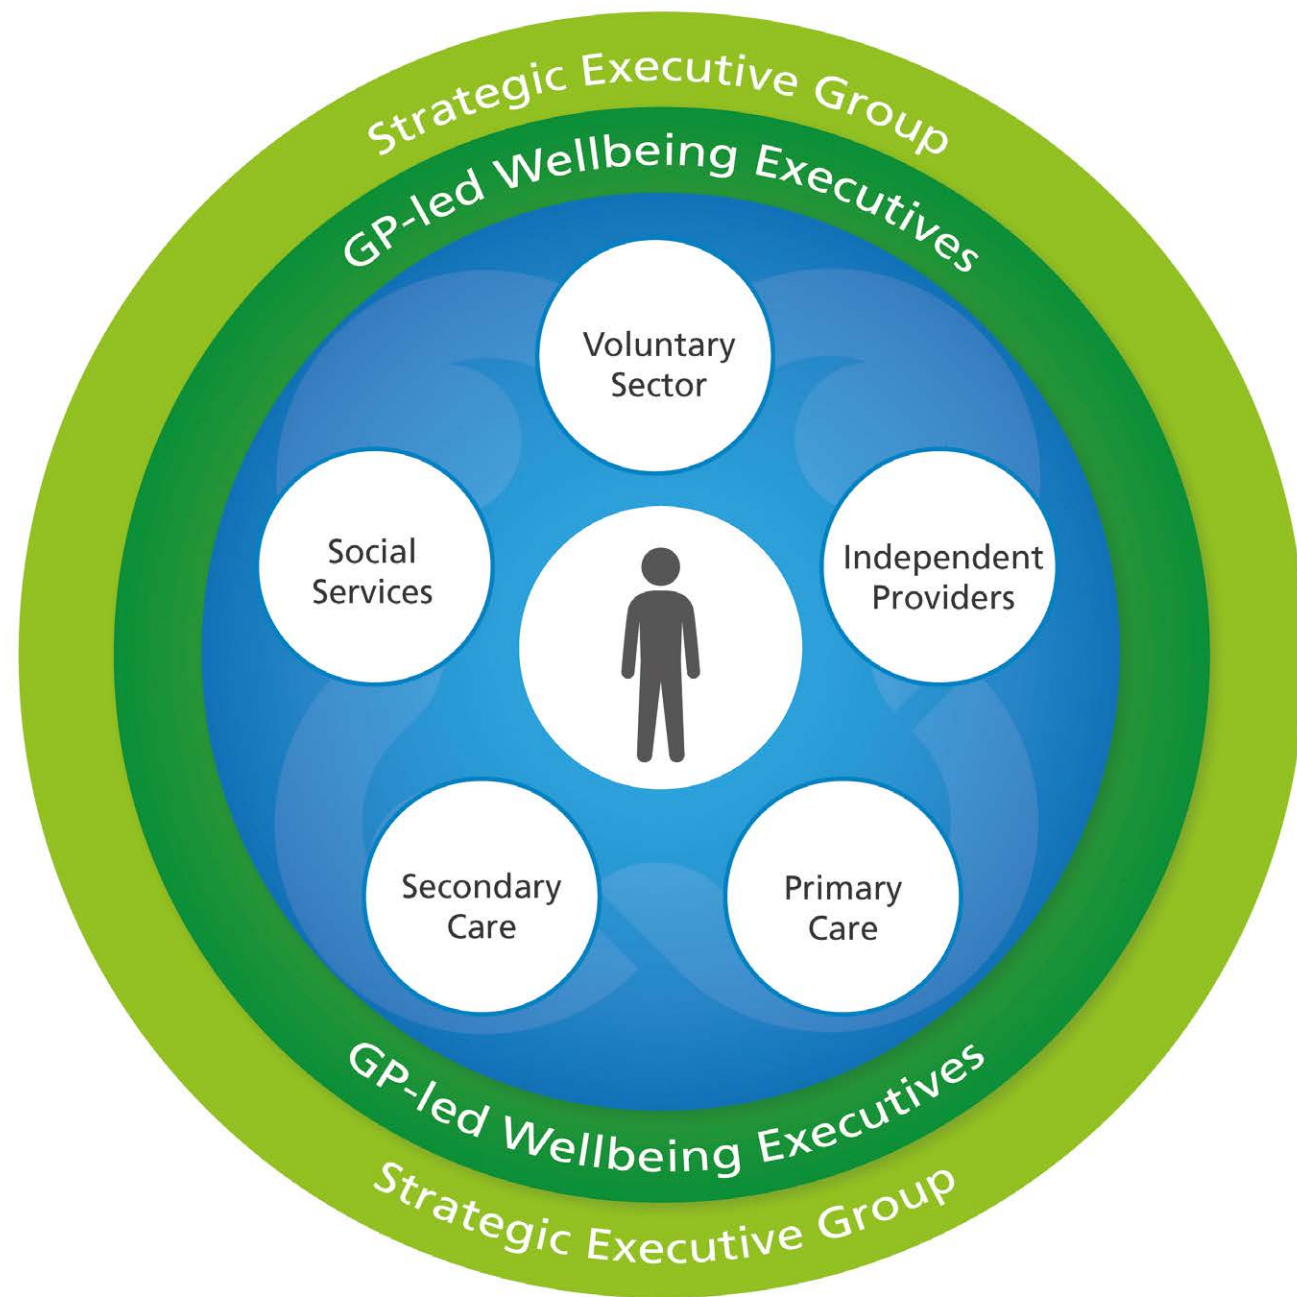 Strategic Executive Group
GP-led Wellbeing Executives
Voluntary
Sector
Social
Services
Independent
Providers
Secondary
Care
Primary
Care
GP-led Wellbeing Executives
Strategic Executive Group